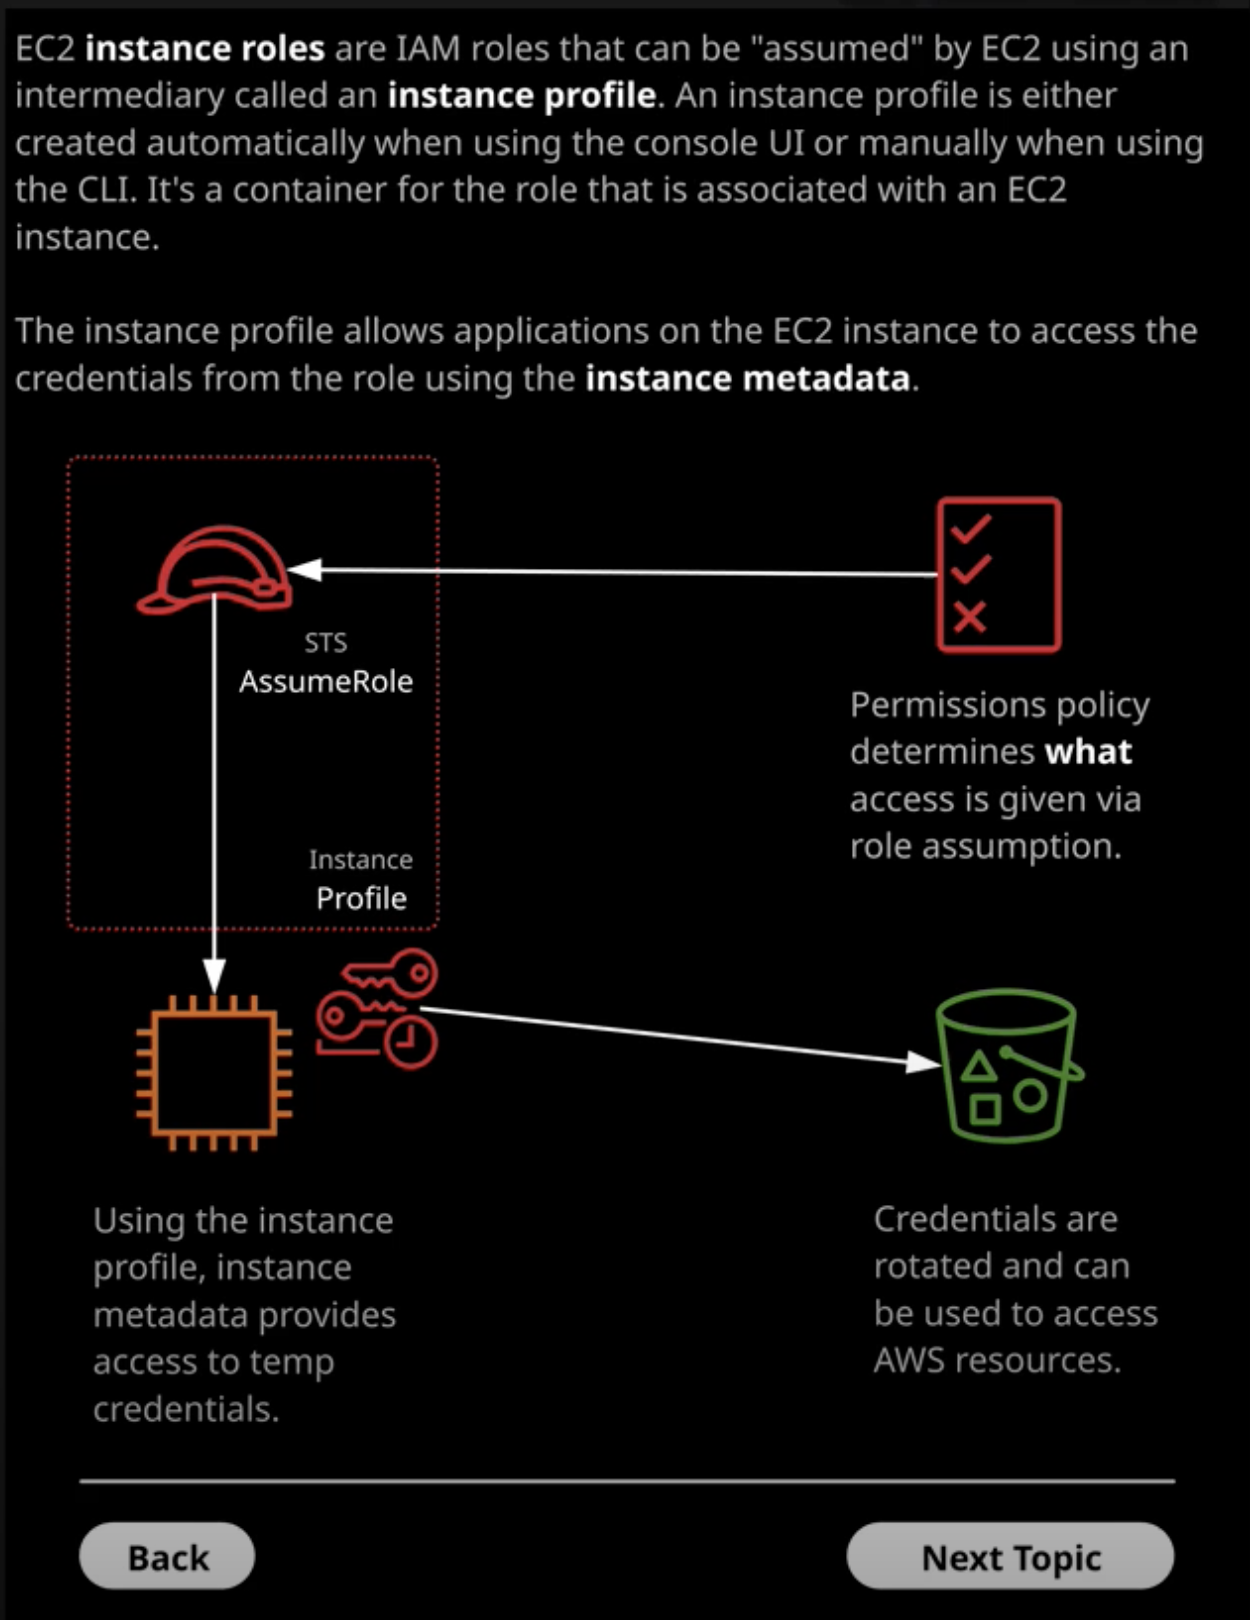 EC2 instance roles are IAM roles that can be "assumed" by EC2 using an
intermediary called an instance profile. An instance profile is either
created automatically when using the console UI or manually when using
the CLI. It's a container for the role that is associated with an EC2
instance.
The instance profile allows applications on the EC2 instance to access the
credentials from the role using the instance metadata.
STS
AssumeRole
Permissions policy
determines what
access is given via
role assumption.
Instance
Profile
Using the instance
profile, instance
metadata provides
access to temp
credentials.
Credentials are
rotated and can
be used to access
AWS resources.
Back
Next Topic